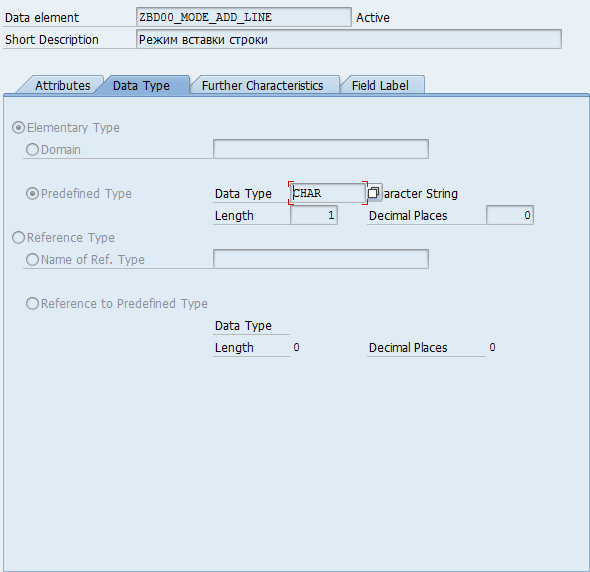 Data element ZBD00_MODE_ADD_LINE Active
Short Description Режим вставки строки
Attributes Data Type Further Characteristics Field Label
Elementary Type
Domain
Predefined Type Data Type CHAR aracter String
Length 1 Decimal Places 0
Reference Type
Name of Ref. Type
Reference to Predefined Type
Data Type
Length 0 Decimal Places 0